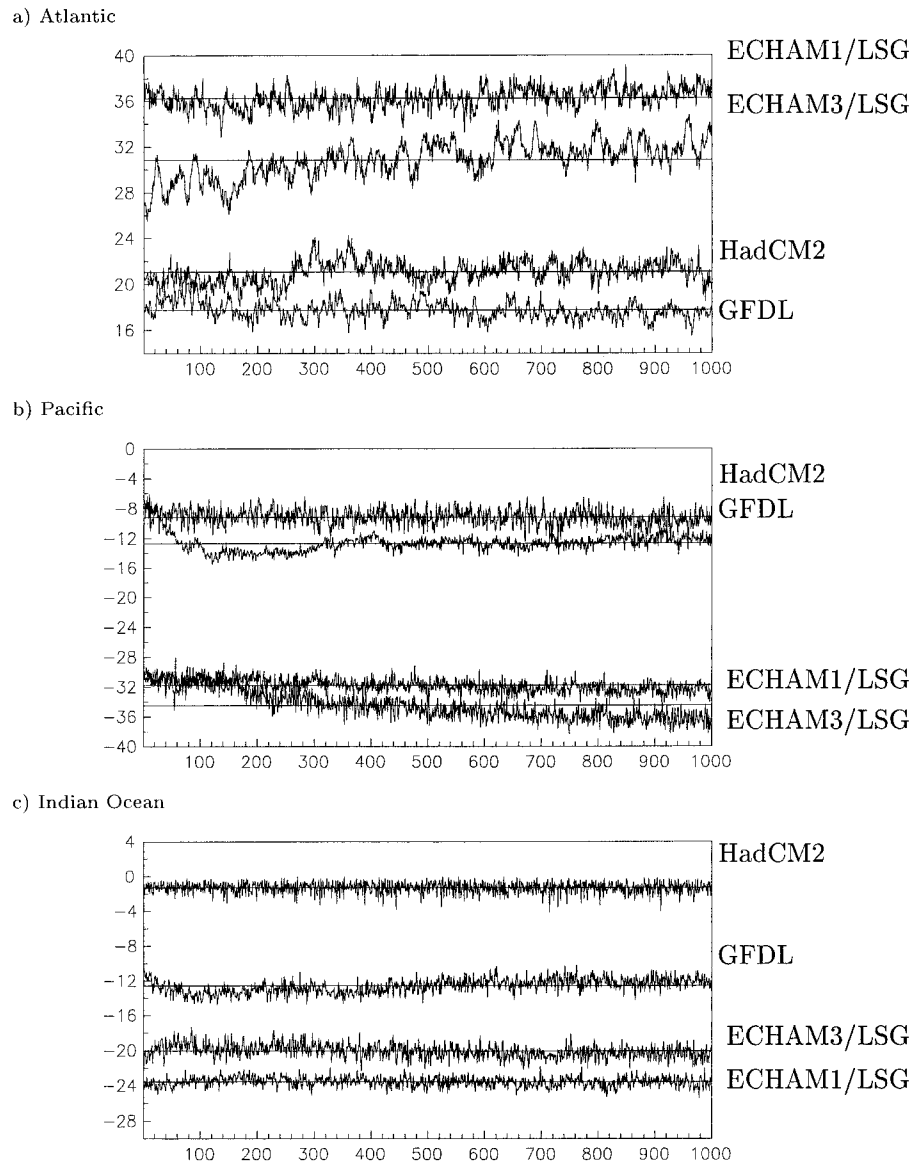 a) Atlantic
40
36
32
28
24
20
16
100 200 300 400 500 600 700 800 900 1000
ECHAM1/LSG
ECHAM3/LSG
HadCM2
GFDL
b) Pacific
0
−4
−8
−12
−16
−20
−24
−28
−32
−36
−40
100 200 300 400 500 600 700 800 900 1000
HadCM2
GFDL
ECHAM1/LSG
ECHAM3/LSG
c) Indian Ocean
4
0
−4
−8
−12
−16
−20
−24
−28
100 200 300 400 500 600 700 800 900 1000
HadCM2
GFDL
ECHAM3/LSG
ECHAM1/LSG